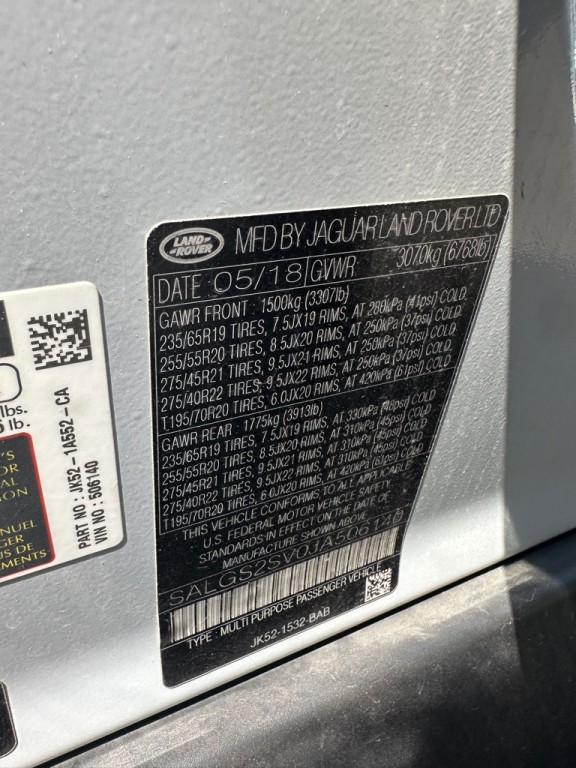 LAND
ROVER
MFD BY JAGUAR LAND ROVER LTD
DATE 05/18 GVWR 3070kg (6768lb)
GAWR FRONT : 1500kg (3307lb)
235/65R19 TIRES, 7.5JX19 RIMS, AT 280kPa (41psi) COLD.
255/55R20 TIRES, 8.5JX20 RIMS, AT 250kPa (37psi) COLD.
275/45R21 TIRES, 9.5JX21 RIMS, AT 250kPa (37psi) COLD.
275/40R22 TIRES, 9.5JX22 RIMS, AT 250kPa (37psi) COLD.
T195/70R20 TIRES, 6.0JX20 RIMS, AT 420kPa (61psi) COLD.
GAWR REAR : 1775kg (3913lb)
235/65R19 TIRES, 7.5JX19 RIMS, AT 330kPa (48psi) COLD.
255/55R20 TIRES, 8.5JX20 RIMS, AT 310kPa (45psi) COLD.
275/45R21 TIRES, 9.5JX21 RIMS, AT 310kPa (45psi) COLD.
275/40R22 TIRES, 9.5JX22 RIMS, AT 310kPa (45psi) COLD.
T195/70R20 TIRES, 6.0JX20 RIMS, AT 420kPa (61psi) COLD.
THIS VEHICLE CONFORMS TO ALL APPLICABLE
U.S. FEDERAL MOTOR VEHICLE SAFETY
STANDARDS IN EFFECT ON THE DATE OF
MANUFACTURE SHOWN ABOVE.
SALGS2SV0JA506140
TYPE : MULTI PURPOSE PASSENGER VEHICLE
JK52-1532-BAB
PART NO : JK52-1A552-CA
VIN NO : 506140
lbs.
lb.
'S
FOR
TION
NUEL
GER
US DE
EMENTS.